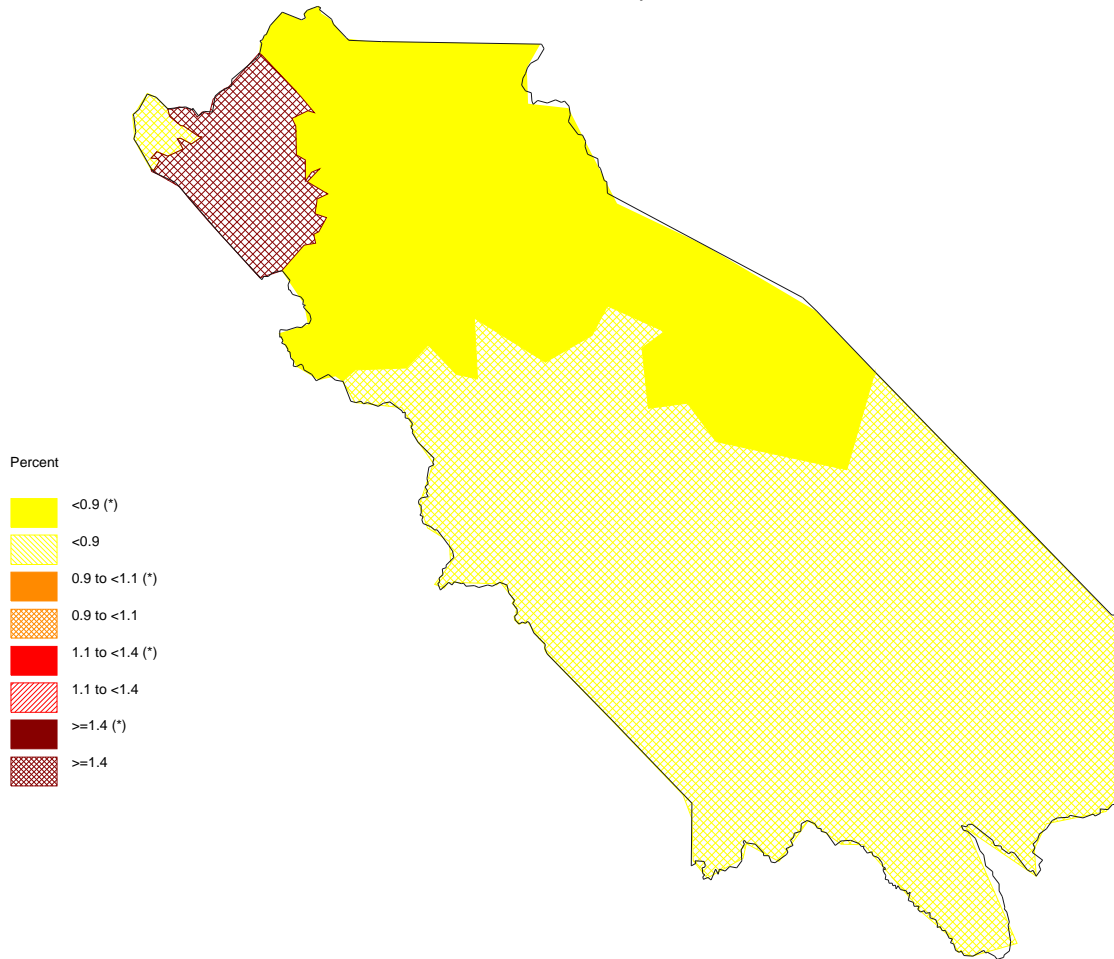 Percent
<0.9 (*)
<0.9
0.9 to <1.1 (*)
0.9 to <1.1
1.1 to <1.4 (*)
1.1 to <1.4
>=1.4 (*)
>=1.4